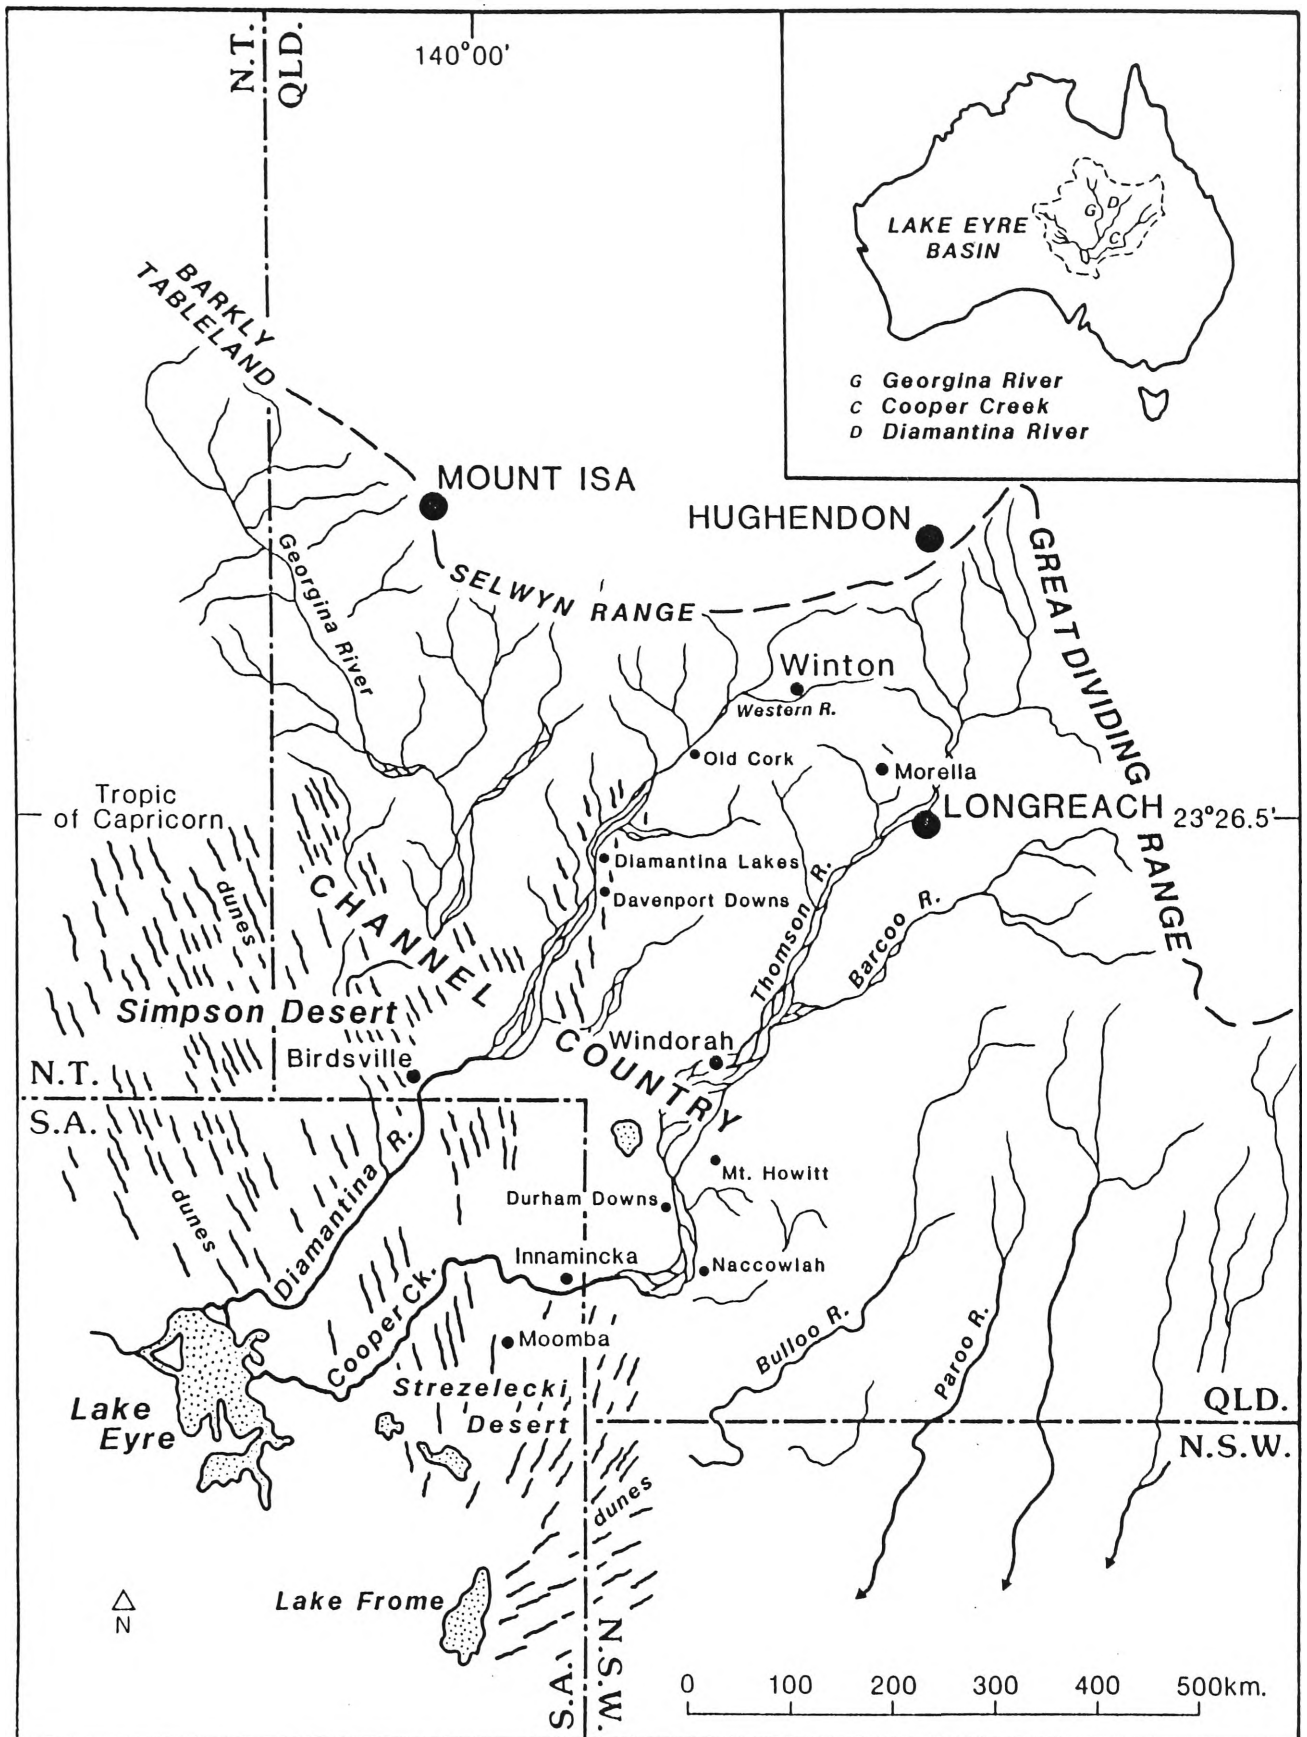 N.T.
QLD.
140°00'
LAKE EYRE
BASIN
G
D
C
G Georgina River
C Cooper Creek
D Diamantina River
BARKLY
TABLELAND
MOUNT ISA
HUGHENDON
GREAT DIVIDING RANGE
SELWYN RANGE
Georgina River
Winton
Western R.
Old Cork
Morella
LONGREACH
23°26.5'
Tropic
of Capricorn
dunes
Diamantina Lakes
Davenport Downs
CHANNEL
COUNTRY
Thomson R.
Barcoo R.
Simpson Desert
Birdsville
Windorah
N.T.
S.A.
Mt. Howitt
Durham Downs
Diamantina R.
dunes
Innamincka
Naccowlah
Cooper Ck.
Moomba
Bulloo R.
Paroo R.
Strezelecki
Desert
Lake
Eyre
QLD.
N.S.W.
dunes
Lake Frome
N
S.A.
N.S.W.
0 100 200 300 400 500km.